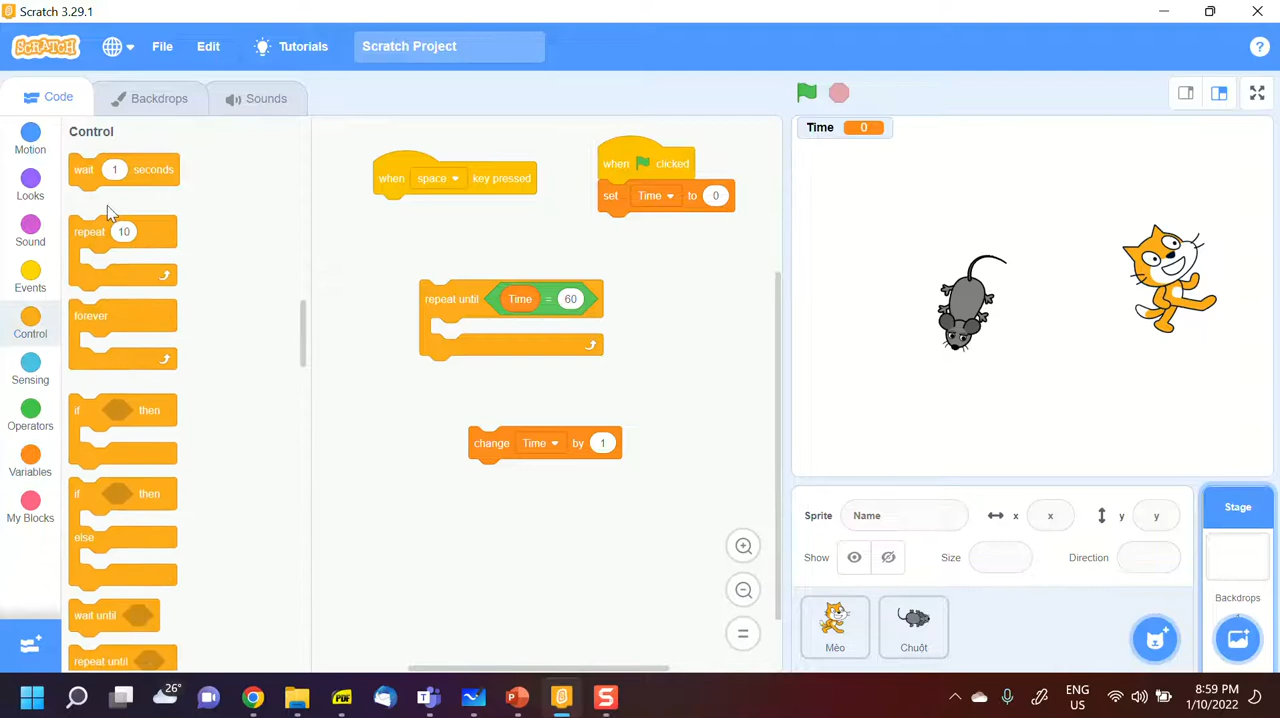 Scratch 3.29.1
SCRATCH File Edit Tutorials Scratch Project ?
Code Backdrops Sounds
Motion
Looks
Sound
Events
Control
Sensing
Operators
Variables
My Blocks
Control
wait 1 seconds
repeat 10
forever
if then
if then
else
wait until
repeat until
when space key pressed
when clicked
set Time to 0
repeat until Time = 60
change Time by 1
Time 0
Sprite Name x x y y
Show Size Direction
Mèo
Chuột
Stage
Backdrops
26°
PDF
S
ENG
US
8:59 PM
1/10/2022